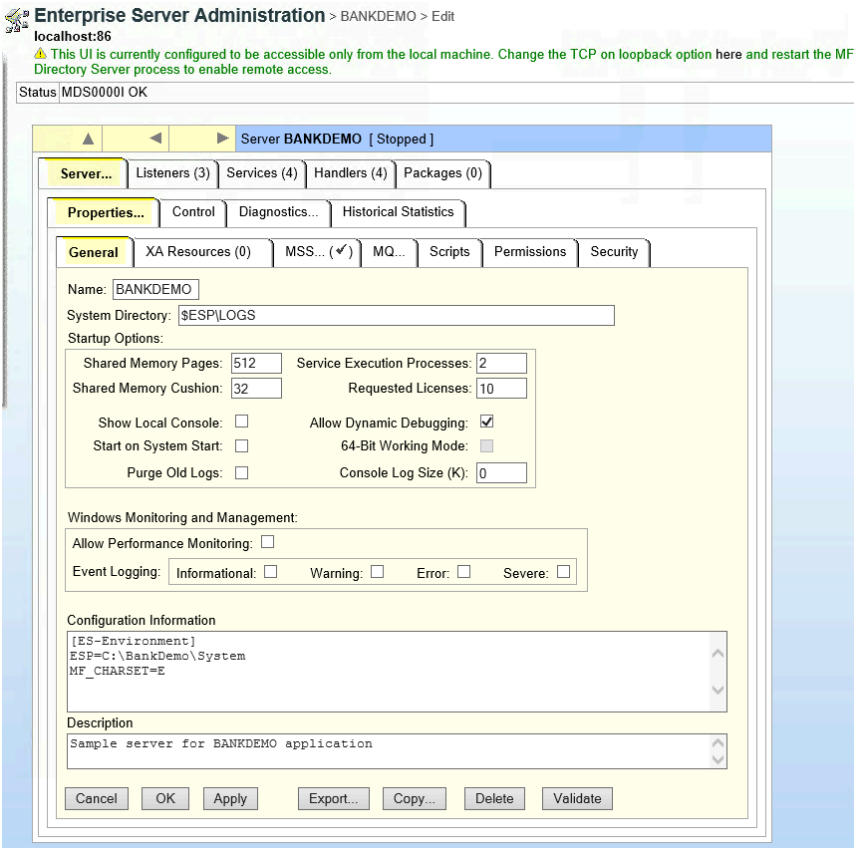 Enterprise Server Administration > BANKDEMO > Edit
localhost:86
This UI is currently configured to be accessible only from the local machine. Change the TCP on loopback option here and restart the MF
Directory Server process to enable remote access.
Status MDS0000I OK
Server BANKDEMO [ Stopped ]
Server... Listeners (3) Services (4) Handlers (4) Packages (0)
Properties... Control Diagnostics... Historical Statistics
General XA Resources (0) MSS... (✔) MQ... Scripts Permissions Security
Name: BANKDEMO
System Directory: $ESP\LOGS
Startup Options:
Shared Memory Pages: 512 Service Execution Processes: 2
Shared Memory Cushion: 32 Requested Licenses: 10
Show Local Console: Allow Dynamic Debugging:
Start on System Start: 64-Bit Working Mode:
Purge Old Logs: Console Log Size (K): 0
Windows Monitoring and Management:
Allow Performance Monitoring:
Event Logging: Informational: Warning: Error: Severe:
Configuration Information
[ES-Environment]
ESP=C:\BankDemo\System
MF_CHARSET=E
Description
Sample server for BANKDEMO application
Cancel OK Apply Export... Copy... Delete Validate